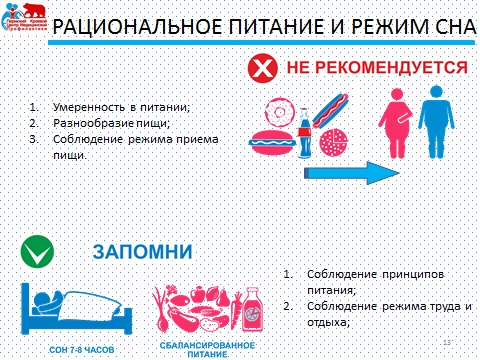 Пермский Краевой
Центр Медицинской
Профилактики
РАЦИОНАЛЬНОЕ ПИТАНИЕ И РЕЖИМ СНА
НЕ РЕКОМЕНДУЕТСЯ
1. Умеренность в питании;
2. Разнообразие пищи;
3. Соблюдение режима приема
пищи.
ЗАПОМНИ
1. Соблюдение принципов
питания;
2. Соблюдение режима труда и
отдыха;
СОН 7-8 ЧАСОВ
СБАЛАНСИРОВАННОЕ
ПИТАНИЕ
13